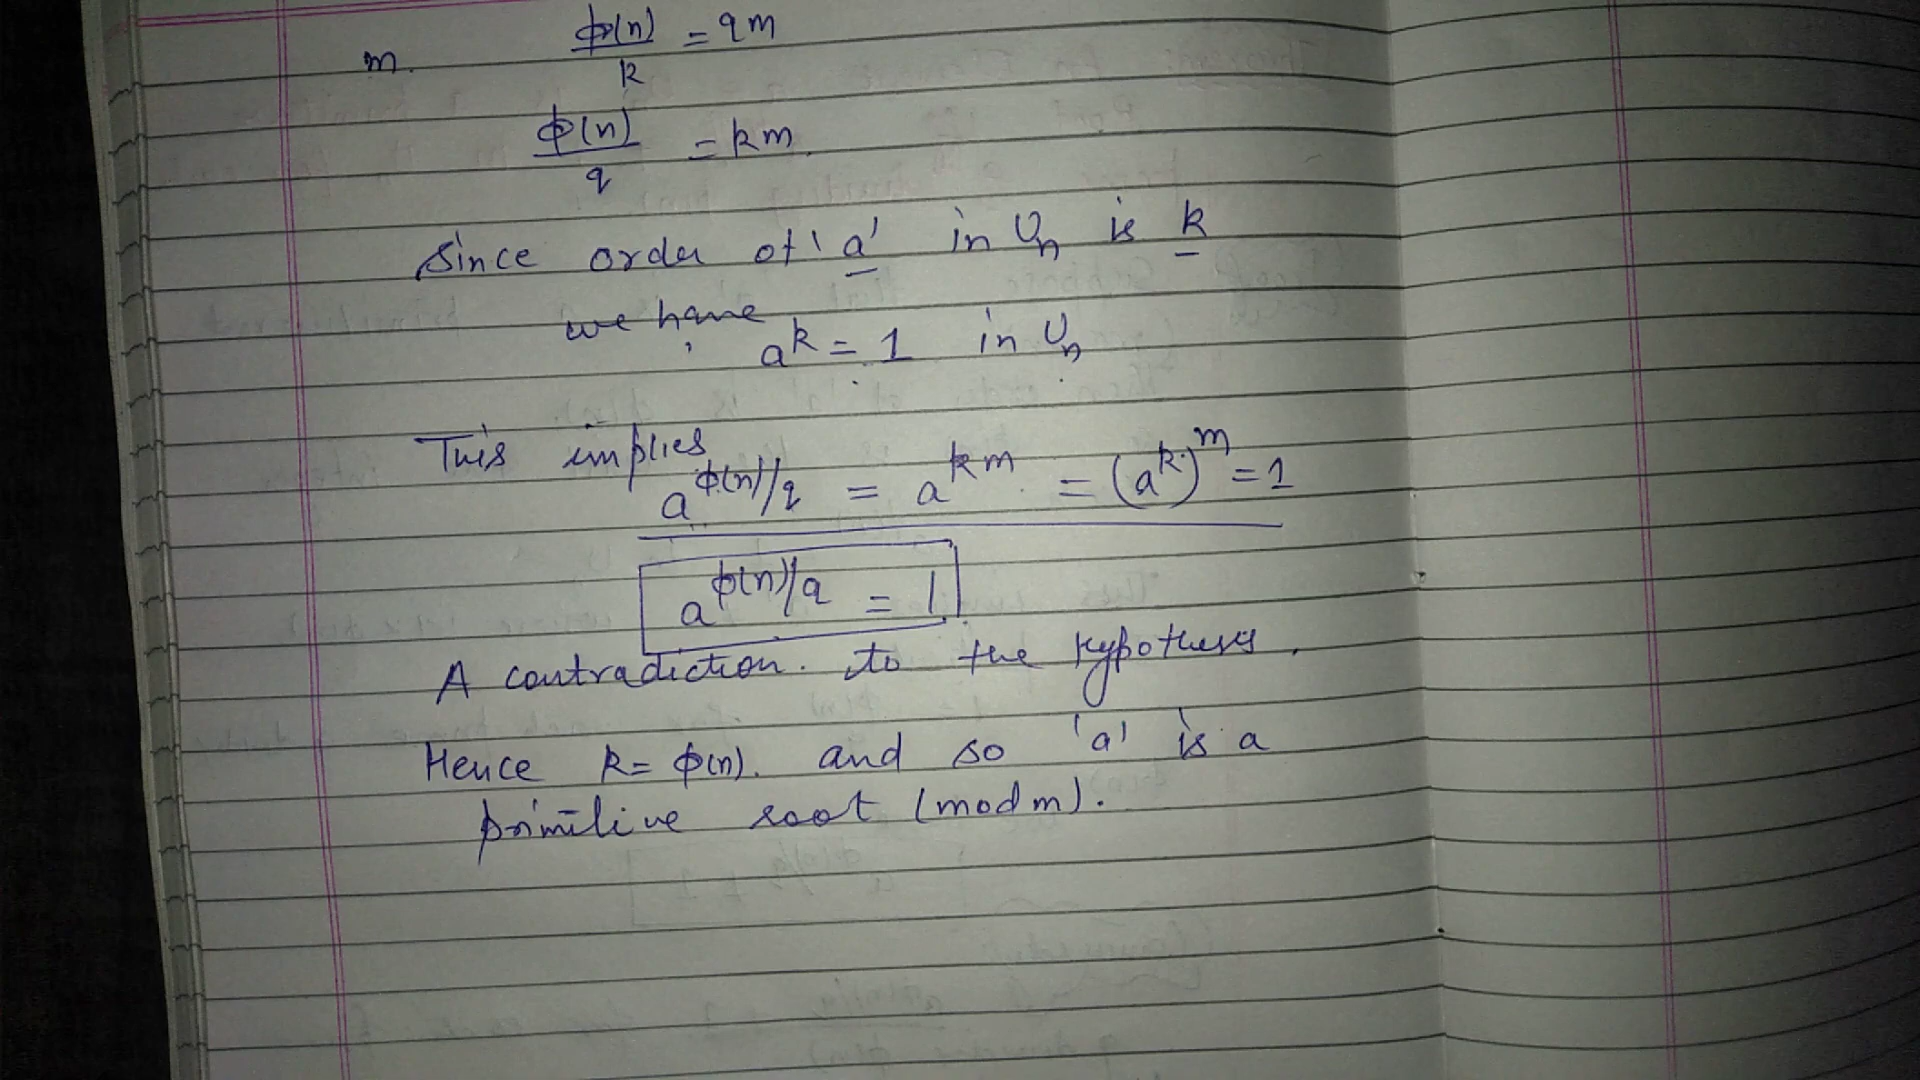 m. φ(n)/k = qm
φ(n)/q = km.
Since order of 'a' in Un is k
we have
a^k = 1 in Un
This implies
a^φ(n)/q = a^km = (a^k)^m = 1
a^φ(n)/q = 1
A contradiction. to the hypothesis.
Hence k = φ(n). and so 'a' is a
primitive root (mod m).